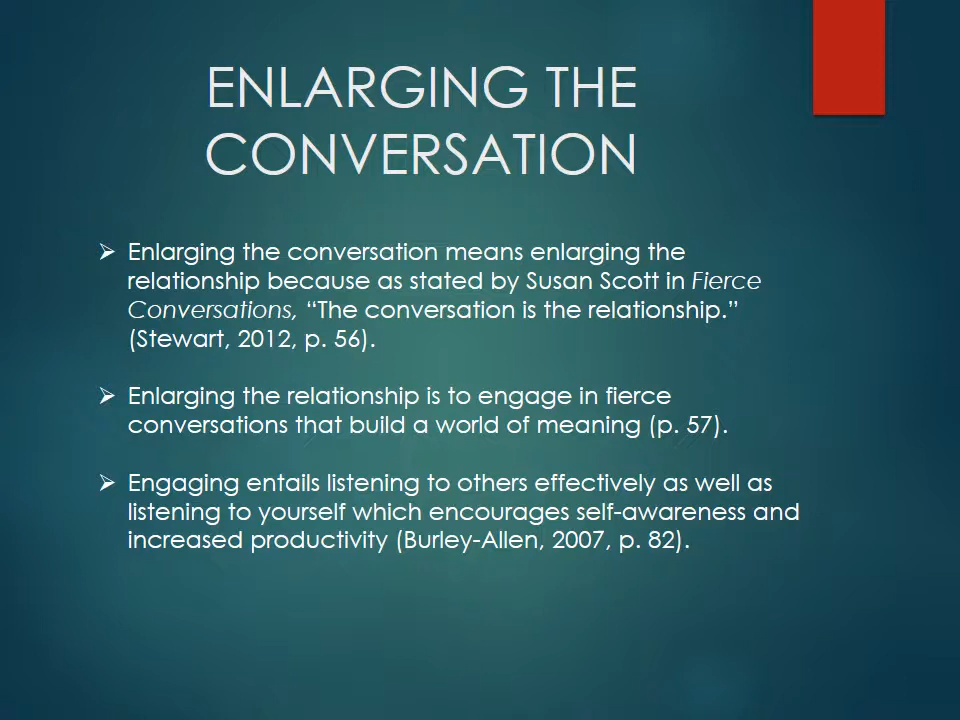 ENLARGING THE
CONVERSATION
➢ Enlarging the conversation means enlarging the
relationship because as stated by Susan Scott in Fierce
Conversations, “The conversation is the relationship.”
(Stewart, 2012, p. 56).
➢ Enlarging the relationship is to engage in fierce
conversations that build a world of meaning (p. 57).
➢ Engaging entails listening to others effectively as well as
listening to yourself which encourages self-awareness and
increased productivity (Burley-Allen, 2007, p. 82).